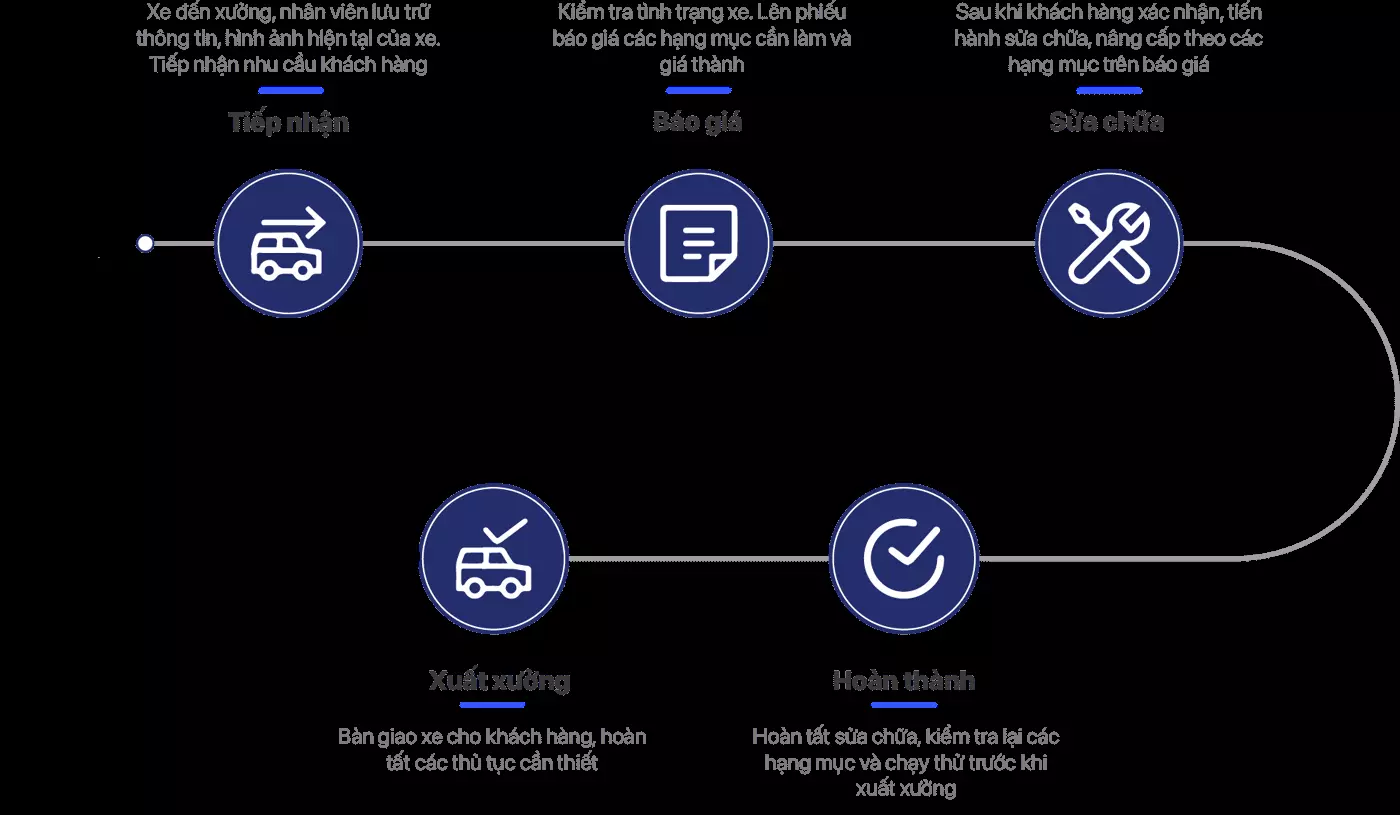 Xe đến xưởng, nhân viên lưu trữ
thông tin, hình ảnh hiện tại của xe.
Tiếp nhận nhu cầu khách hàng
Tiếp nhận
Kiểm tra tình trạng xe. Lên phiếu
báo giá các hạng mục cần làm và
giá thành
Báo giá
Sau khi khách hàng xác nhận, tiến
hành sửa chữa, nâng cấp theo các
hạng mục trên báo giá
Sửa chữa
Xuất xưởng
Bàn giao xe cho khách hàng, hoàn
tất các thủ tục cần thiết
Hoàn thành
Hoàn tất sửa chữa, kiểm tra lại các
hạng mục và chạy thử trước khi
xuất xưởng